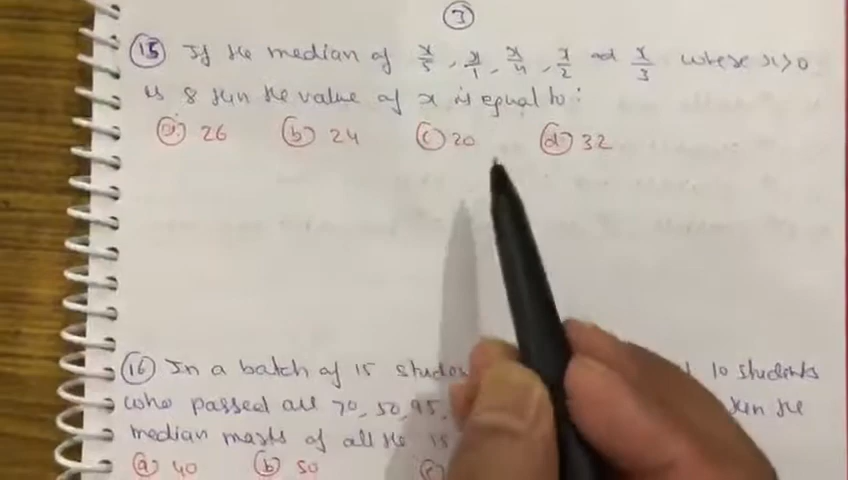 3
15 If the median of x/5, x/1, x/4, x/2 and x/3 where x>0
is 8 then the value of x is equal to:
(a) 26 (b) 24 (c) 20 (d) 32
16 In a batch of 15 10 students
who passed are 70, 50, 95, then the
median marks of all the 15
(a) 40 (b) 50 (c)